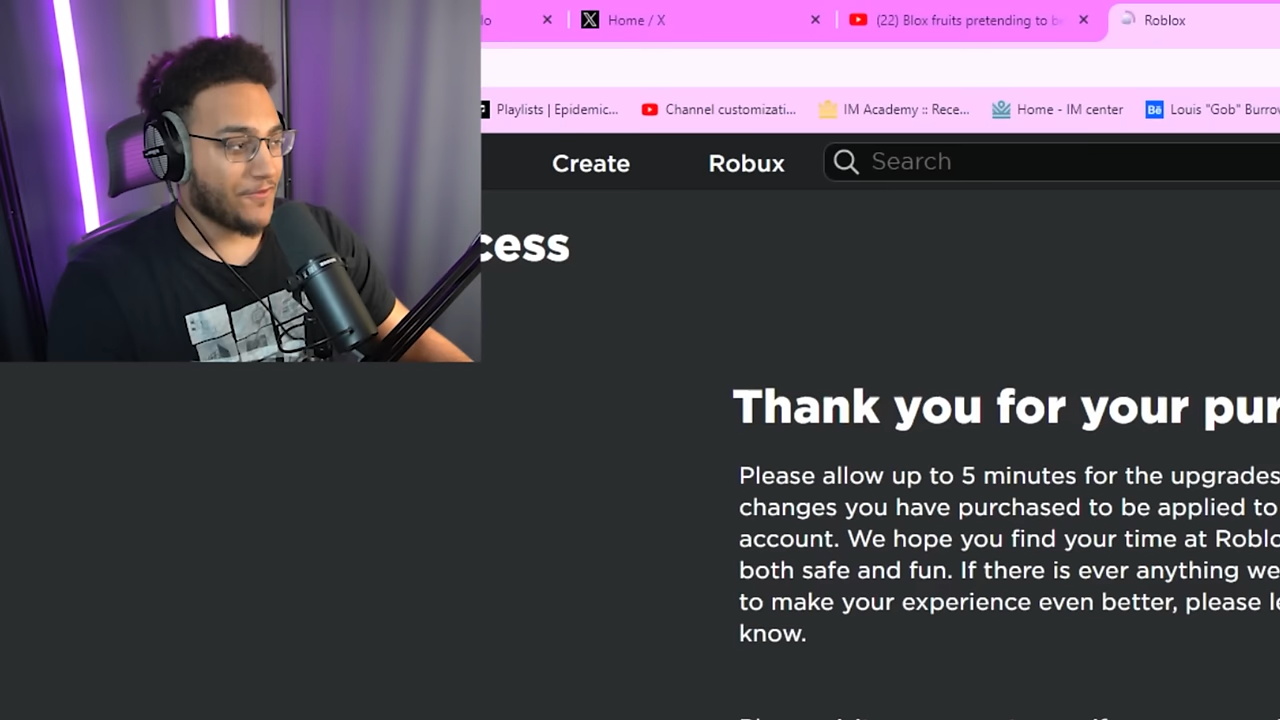 lo
Home / X
(22) Blox fruits pretending to be
Roblox
Playlists | Epidemic...
Channel customizati...
IM Academy :: Rece...
Home - IM center
Bē
Louis "Gob" Burro
Create
Robux
Search
cess
Thank you for your pur
Please allow up to 5 minutes for the upgrades
changes you have purchased to be applied to
account. We hope you find your time at Roblo
both safe and fun. If there is ever anything we
to make your experience even better, please le
know.